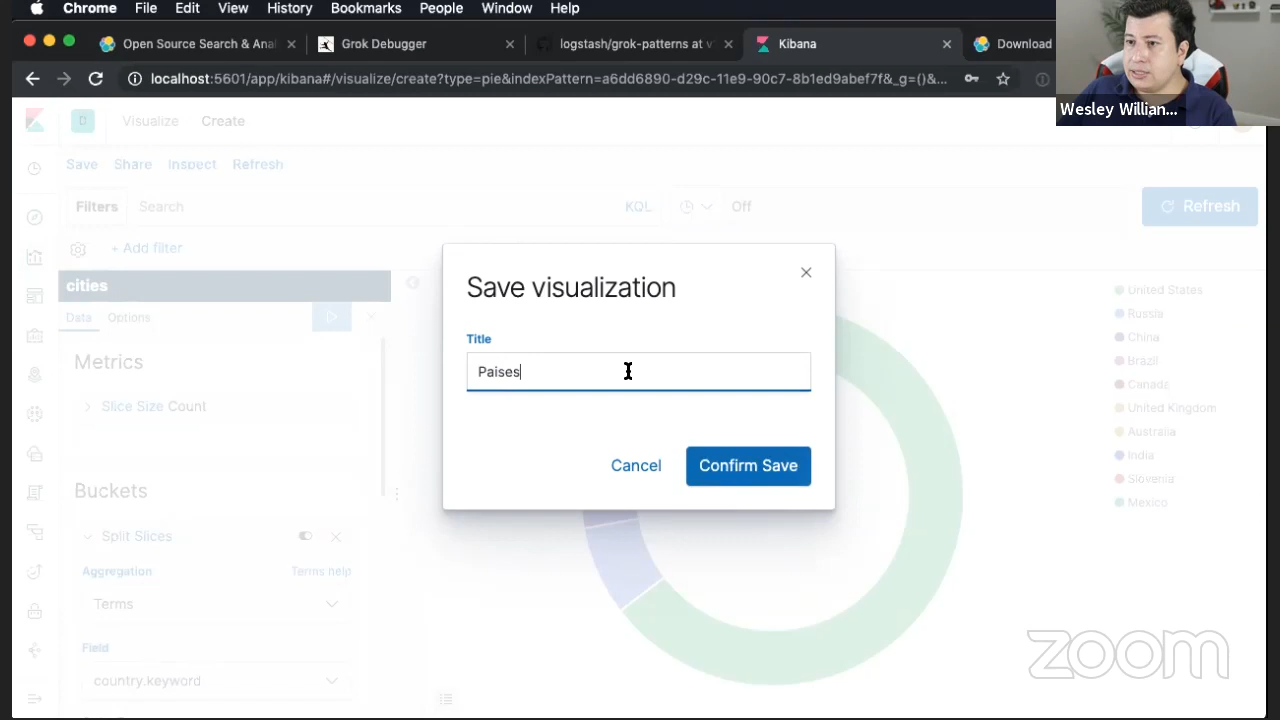 Chrome File Edit View History Bookmarks People Window Help
Open Source Search & Ana
Grok Debugger
logstash/grok-patterns at v
Kibana
Download
localhost:5601/app/kibana#/visualize/create?type=pie&indexPattern=a6dd6890-d29c-11e9-90c7-8b1ed9abef7f&_g=()&...
Wesley Willian...
D
Visualize Create
Save Share Inspect Refresh
Filters Search KQL Off Refresh
+ Add filter
cities
Data Options
Metrics
Slice Size Count
Buckets
Split Slices
Aggregation Terms help
Terms
Field
country.keyword
Save visualization
Title
Paises
Cancel Confirm Save
United States
Russia
China
Brazil
Canada
United Kingdom
Australia
India
Slovenia
Mexico
zoom